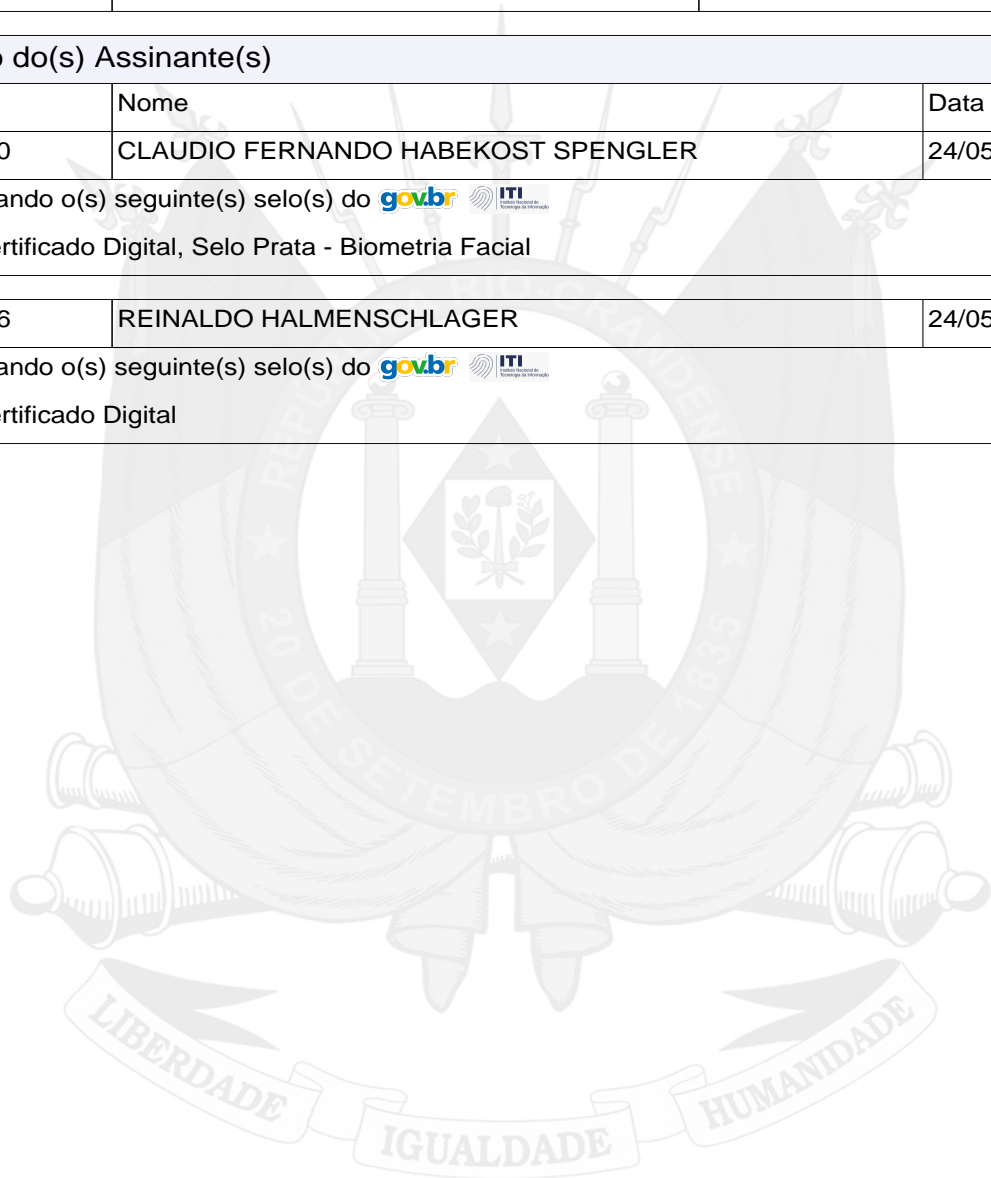 o do(s) Assinante(s)
Nome Data
0 CLAUDIO FERNANDO HABEKOST SPENGLER 24/05
ando o(s) seguinte(s) selo(s) do gov.br ITI
ertificado Digital, Selo Prata - Biometria Facial
6 REINALDO HALMENSCHLAGER 24/05
ando o(s) seguinte(s) selo(s) do gov.br ITI
ertificado Digital
REPÚBLICA RIO-GRANDENSE
20 DE SETEMBRO DE 1835
LIBERDADE
IGUALDADE
HUMANIDADE